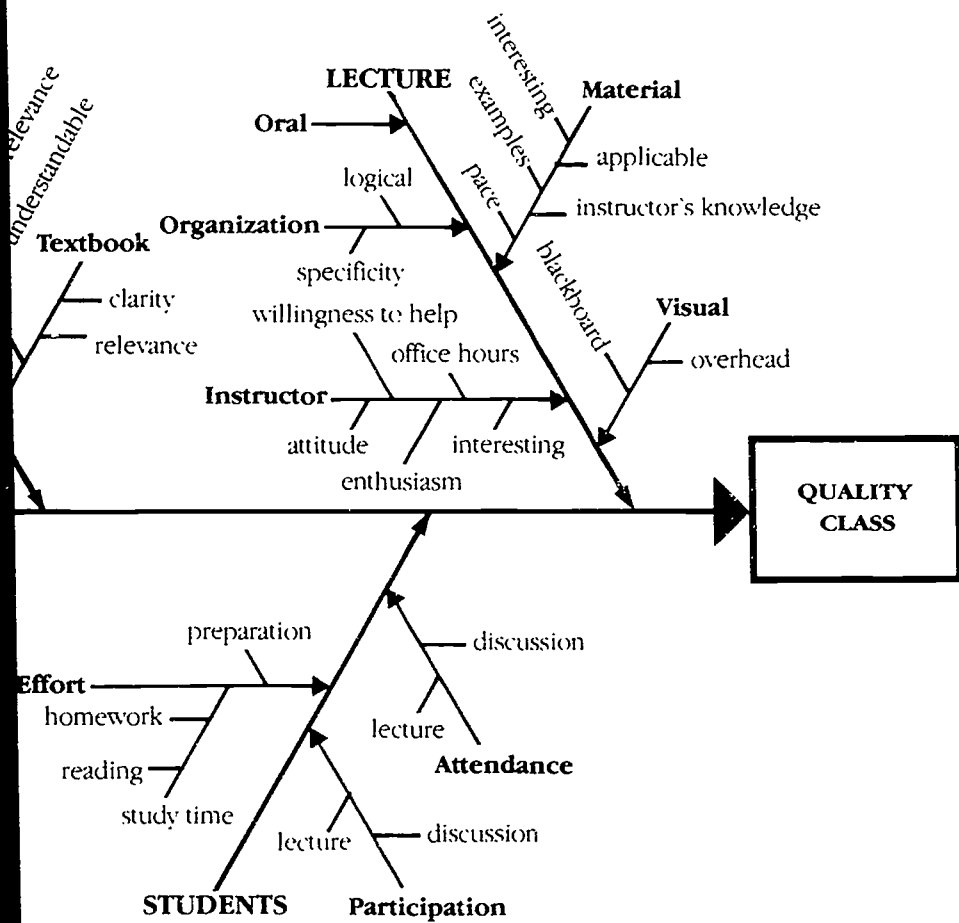 interesting
LECTURE
Material
relevance
examples
Oral
understandable
applicable
logical
pace
instructor's knowledge
Organization
Textbook
blackboard
specificity
clarity
willingness to help
Visual
relevance
office hours
overhead
Instructor
attitude
interesting
enthusiasm
QUALITY
CLASS
preparation
discussion
Effort
homework
lecture
reading
Attendance
study time
lecture
discussion
STUDENTS
Participation